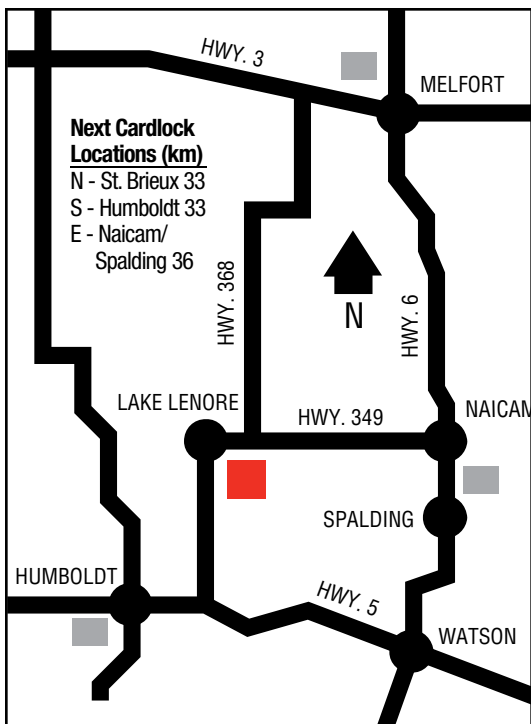 HWY. 3
MELFORT
Next Cardlock
Locations (km)
N - St. Brieux 33
S - Humboldt 33
E - Naicam/
Spalding 36
HWY. 368
N
HWY. 6
LAKE LENORE
HWY. 349
NAICAM
SPALDING
HUMBOLDT
HWY. 5
WATSON